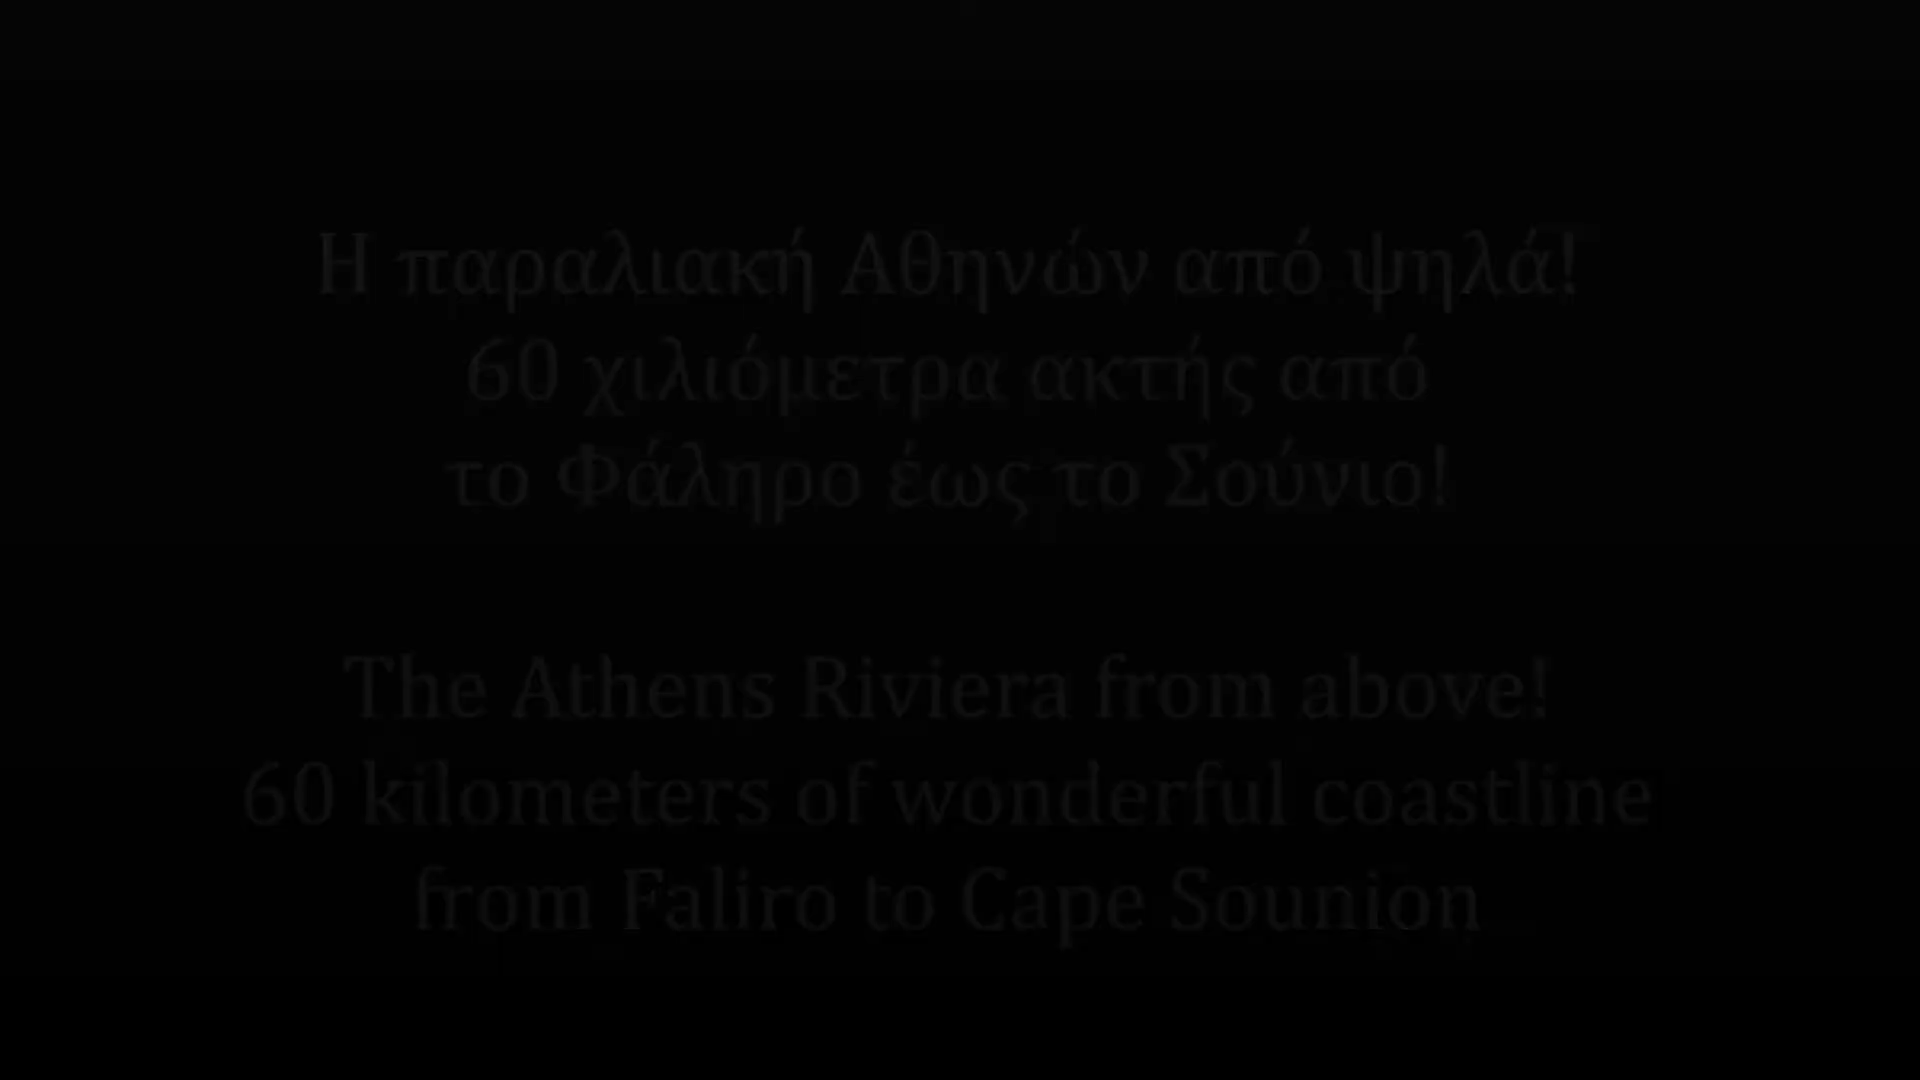 Η παραλιακή Αθηνών από ψηλά!
60 χιλιόμετρα ακτής από
το Φάληρο έως το Σούνιο!
The Athens Riviera from above!
60 kilometers of wonderful coastline
from Faliro to Cape Sounion